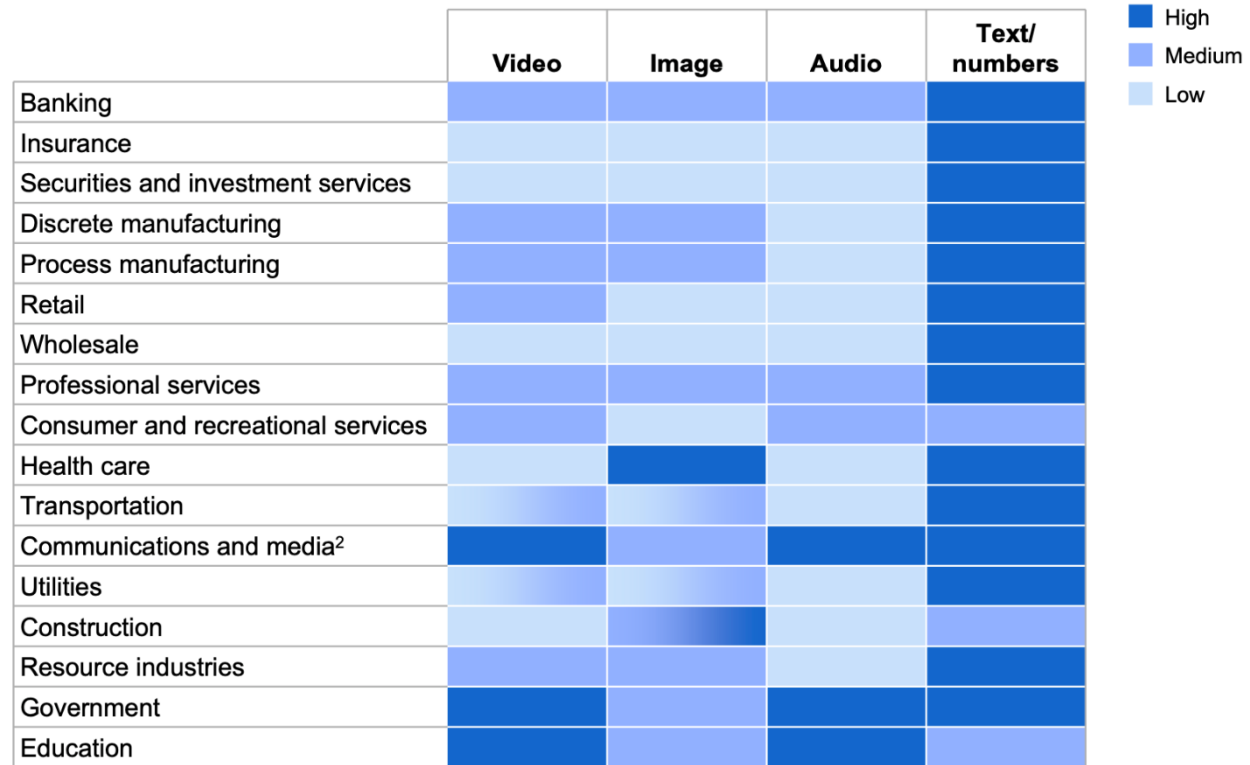 High
Text/
Video Image Audio numbers
Medium
Low
Banking
Insurance
Securities and investment services
Discrete manufacturing
Process manufacturing
Retail
Wholesale
Professional services
Consumer and recreational services
Health care
Transportation
Communications and media²
Utilities
Construction
Resource industries
Government
Education